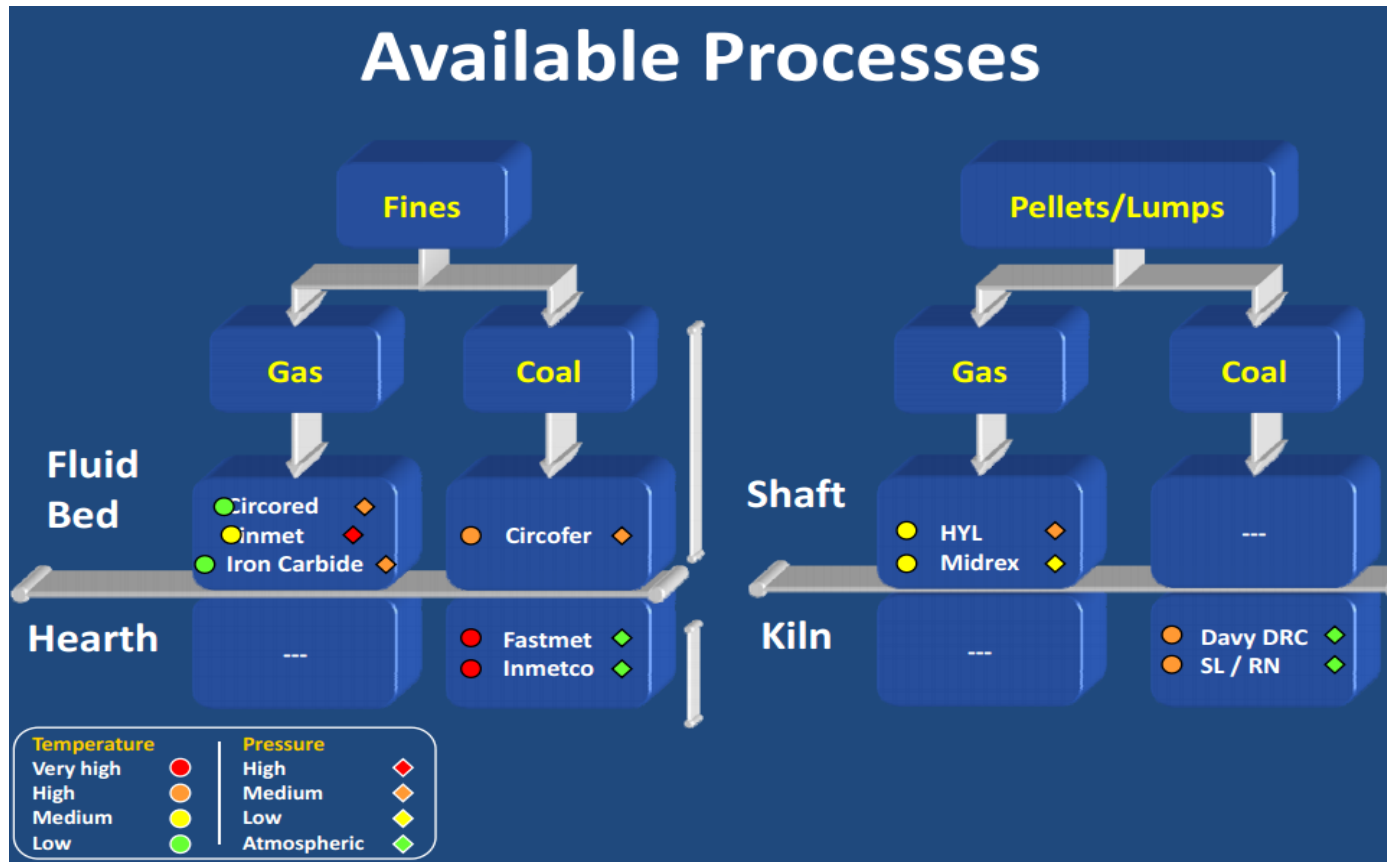 Available Processes
Fines
Pellets/Lumps
Gas
Coal
Gas
Coal
Fluid
Bed
Circored
inmet
Iron Carbide
Circofer
Shaft
HYL
Midrex
---
Hearth
---
Fastmet
Inmetco
Kiln
---
Davy DRC
SL / RN
Temperature
Very high
High
Medium
Low
Pressure
High
Medium
Low
Atmospheric